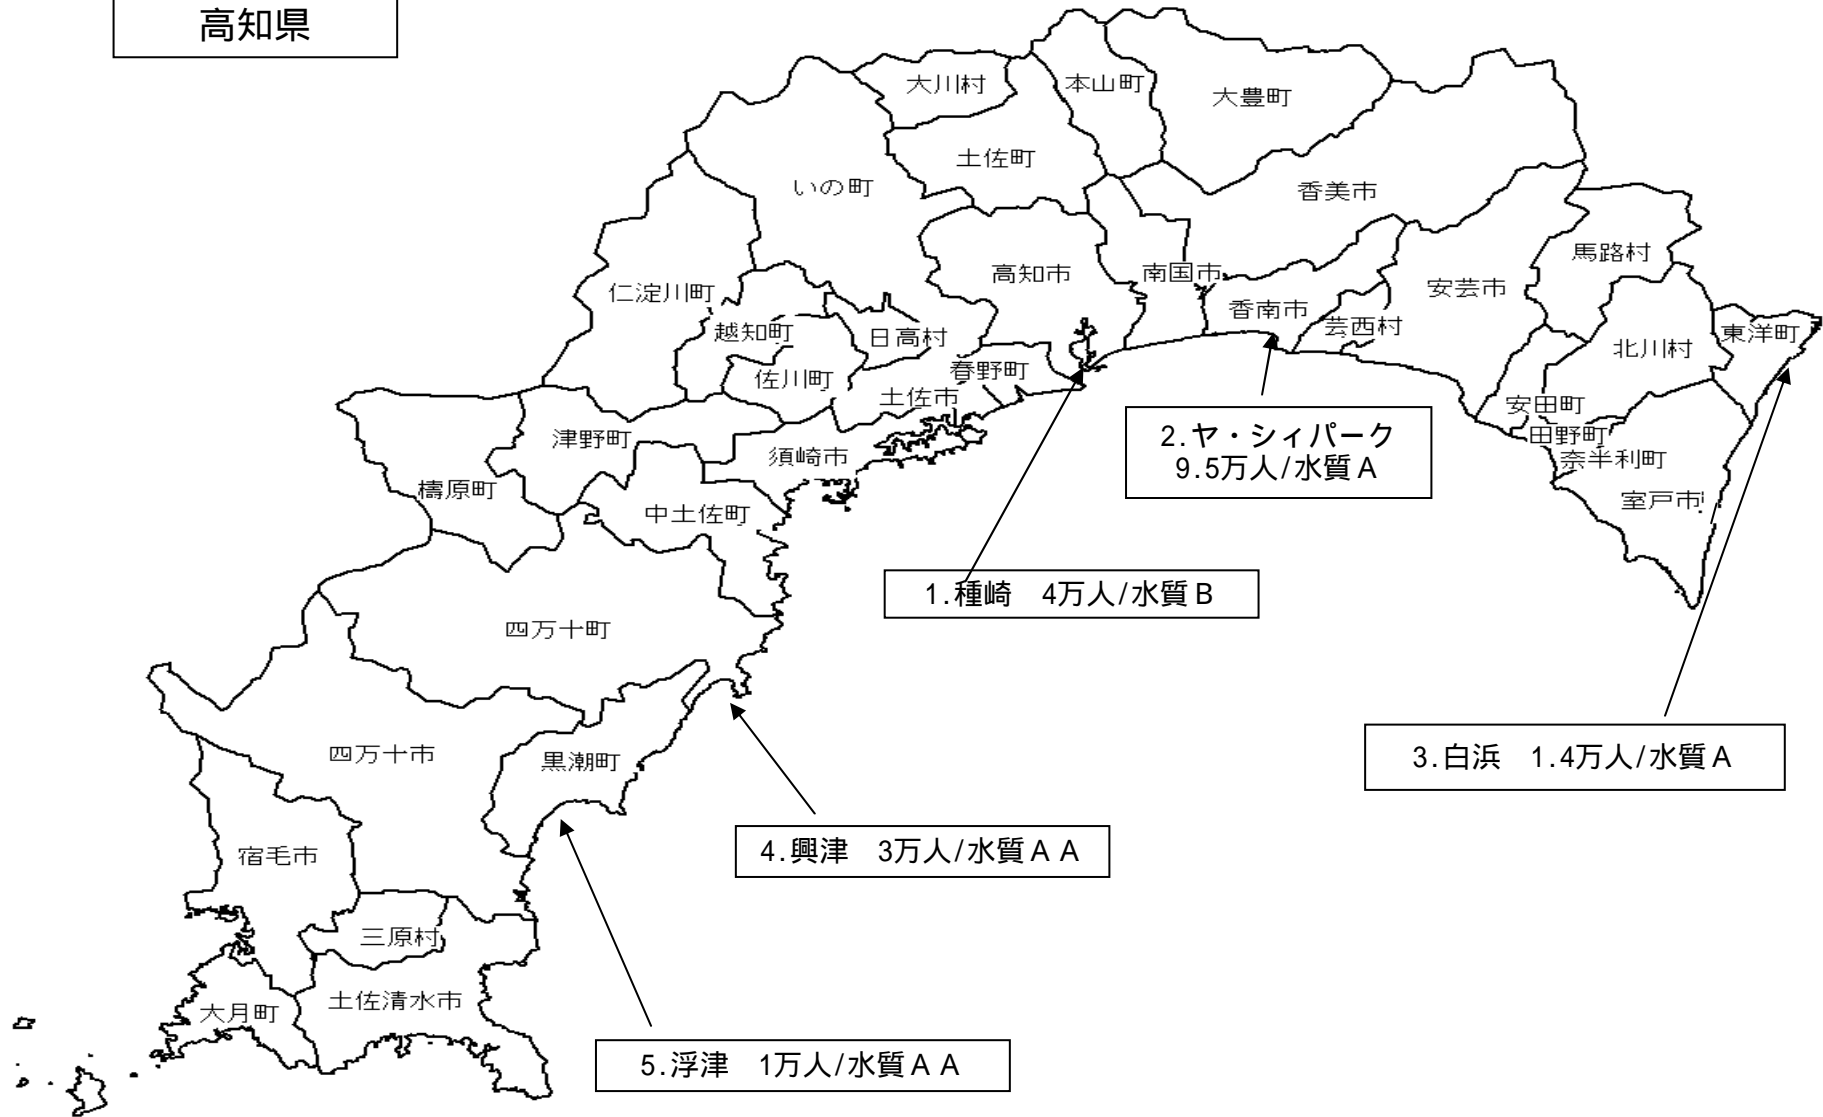 高知県
大川村
本山町
大豊町
土佐町
いの町
香美市
馬路村
高知市
南国市
安芸市
仁淀川町
香南市
芸西村
越知町
日高村
東洋町
北川村
春野町
佐川町
土佐市
安田町
津野町
田野町
須崎市
奈半利町
檮原町
室戸市
中土佐町
2.ヤ・シィパーク
9.5万人/水質A
1.種崎 4万人/水質B
四万十町
3.白浜 1.4万人/水質A
四万十市
黒潮町
4.興津 3万人/水質AA
宿毛市
三原村
大月町
土佐清水市
5.浮津 1万人/水質AA